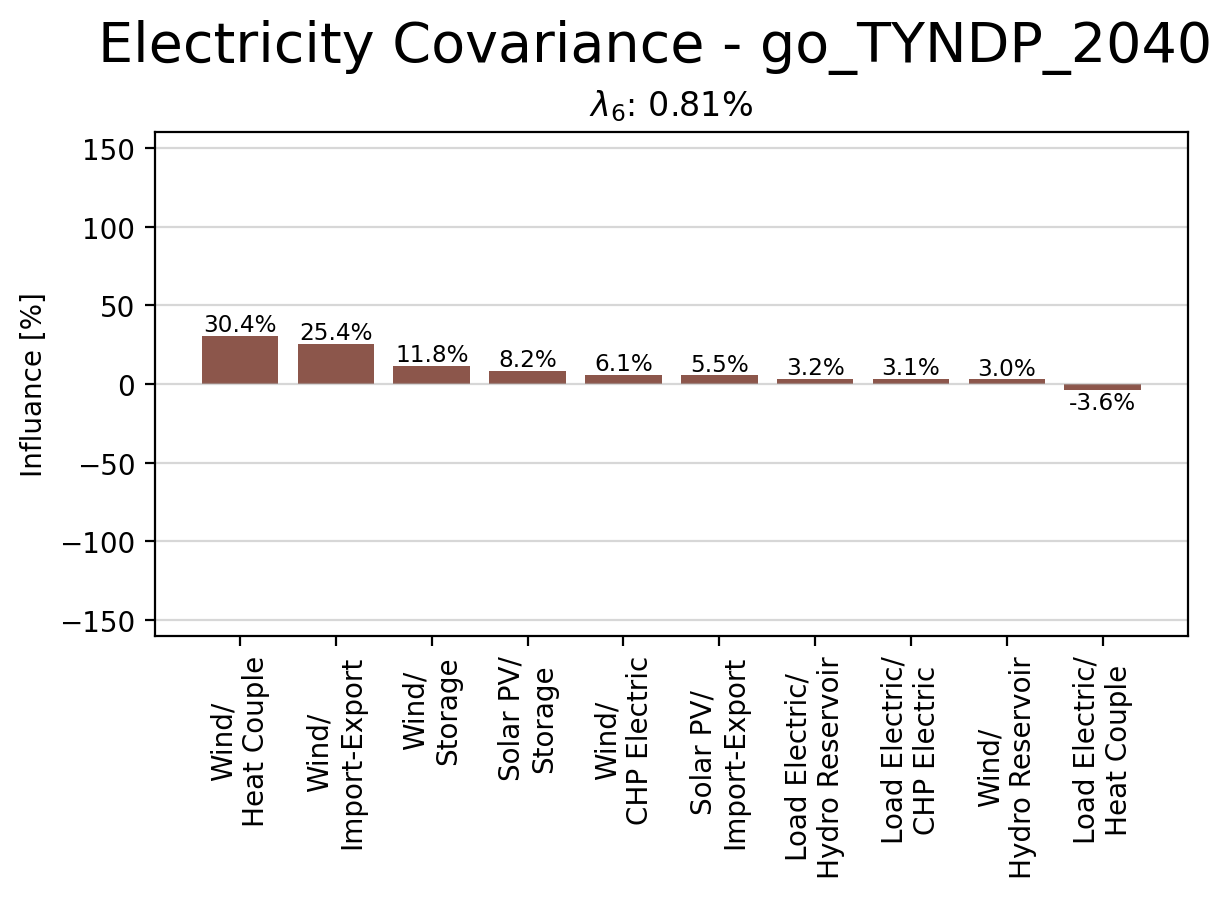 Electricity Covariance - go_TYNDP_2040
λ6: 0.81%
Influance [%]
150
100
50
0
−50
−100
−150
30.4%
25.4%
11.8%
8.2%
6.1%
5.5%
3.2%
3.1%
3.0%
-3.6%
Wind/
Heat Couple
Wind/
Import-Export
Wind/
Storage
Solar PV/
Storage
Wind/
CHP Electric
Solar PV/
Import-Export
Load Electric/
Hydro Reservoir
Load Electric/
CHP Electric
Wind/
Hydro Reservoir
Load Electric/
Heat Couple